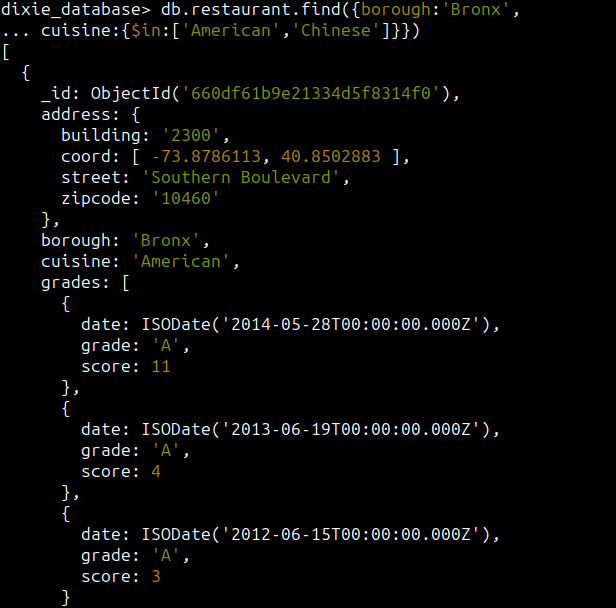 dixie_database> db.restaurant.find({borough:'Bronx',
... cuisine:{$in:['American','Chinese']}})
[
  {
    _id: ObjectId('660df61b9e21334d5f8314f0'),
    address: {
      building: '2300',
      coord: [ -73.8786113, 40.8502883 ],
      street: 'Southern Boulevard',
      zipcode: '10460'
    },
    borough: 'Bronx',
    cuisine: 'American',
    grades: [
      {
        date: ISODate('2014-05-28T00:00:00.000Z'),
        grade: 'A',
        score: 11
      },
      {
        date: ISODate('2013-06-19T00:00:00.000Z'),
        grade: 'A',
        score: 4
      },
      {
        date: ISODate('2012-06-15T00:00:00.000Z'),
        grade: 'A',
        score: 3
      }